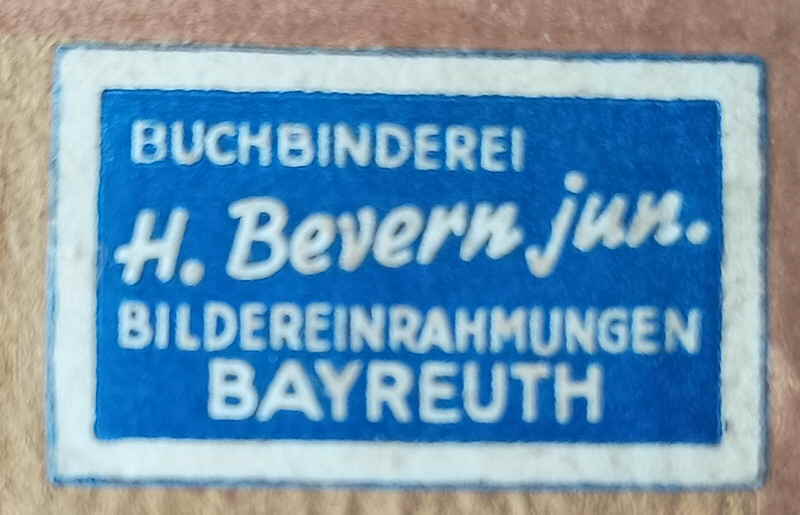 BUCHBINDEREI
H. Bevern jun.
BILDEREINRAHMUNGEN
BAYREUTH